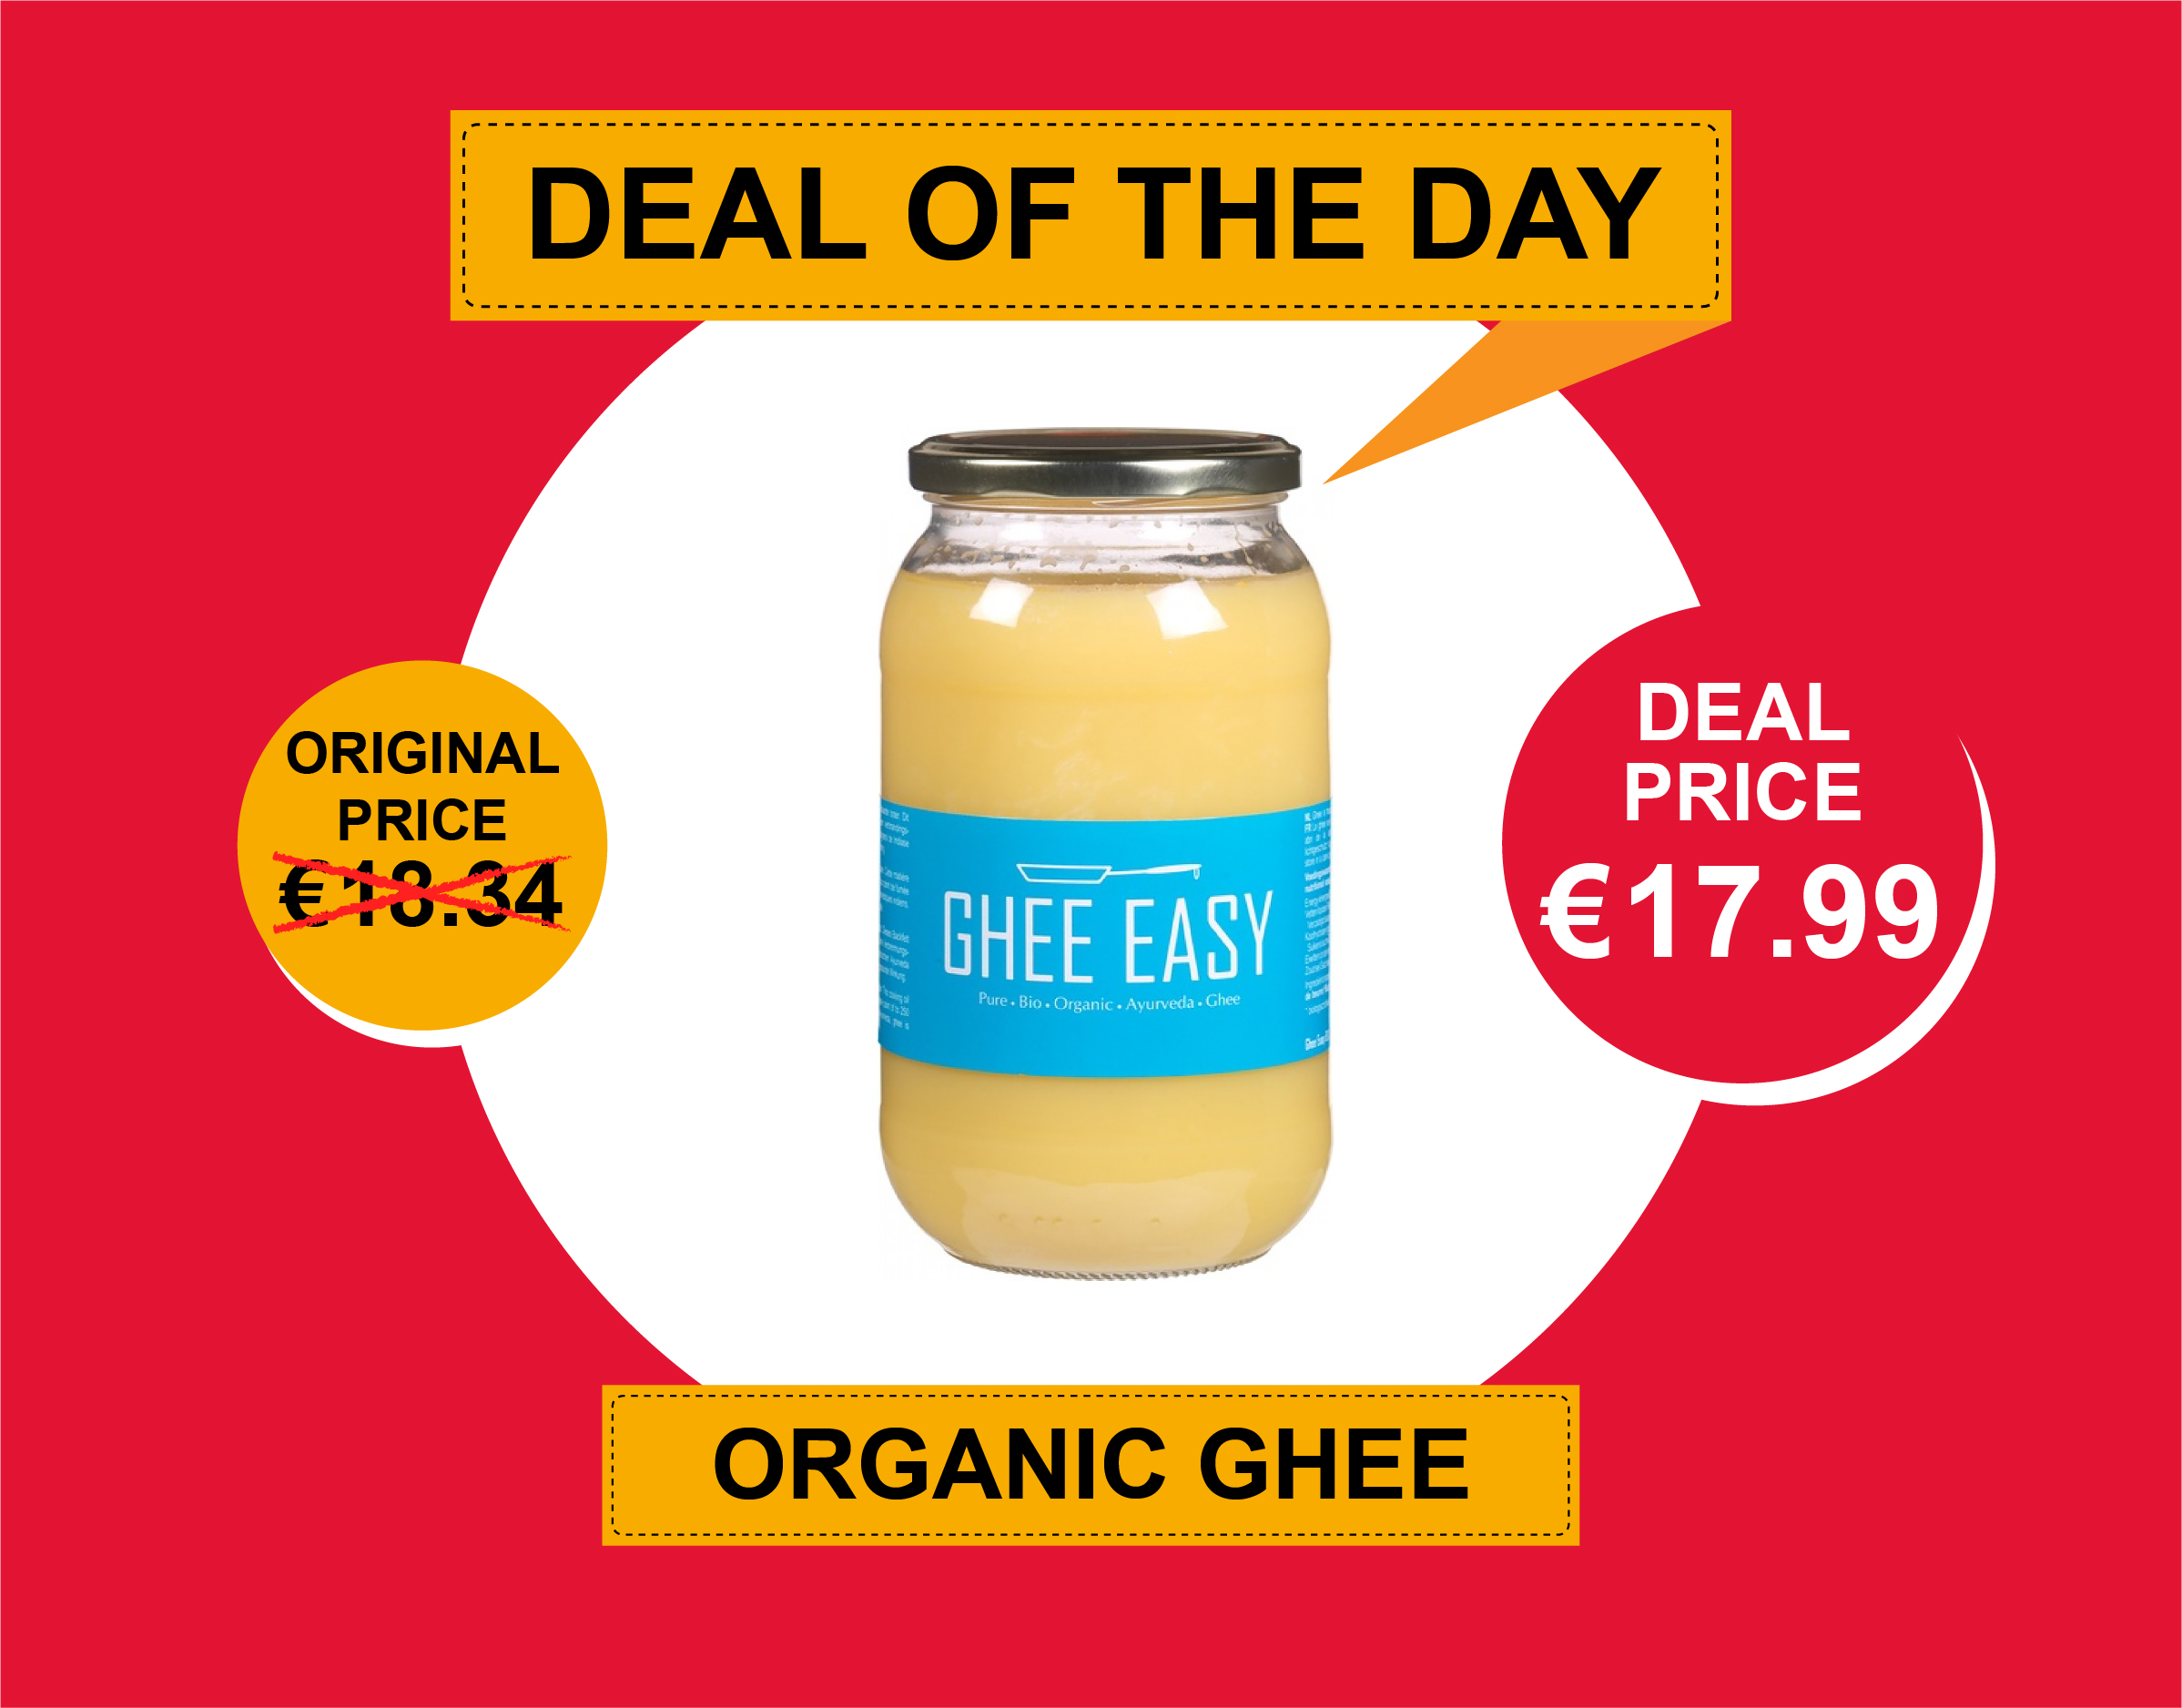 DEAL OF THE DAY
ORIGINAL
PRICE
€18.34
DEAL
PRICE
€17.99
GHEE EASY
Pure • Bio • Organic • Ayurveda • Ghee
ORGANIC GHEE